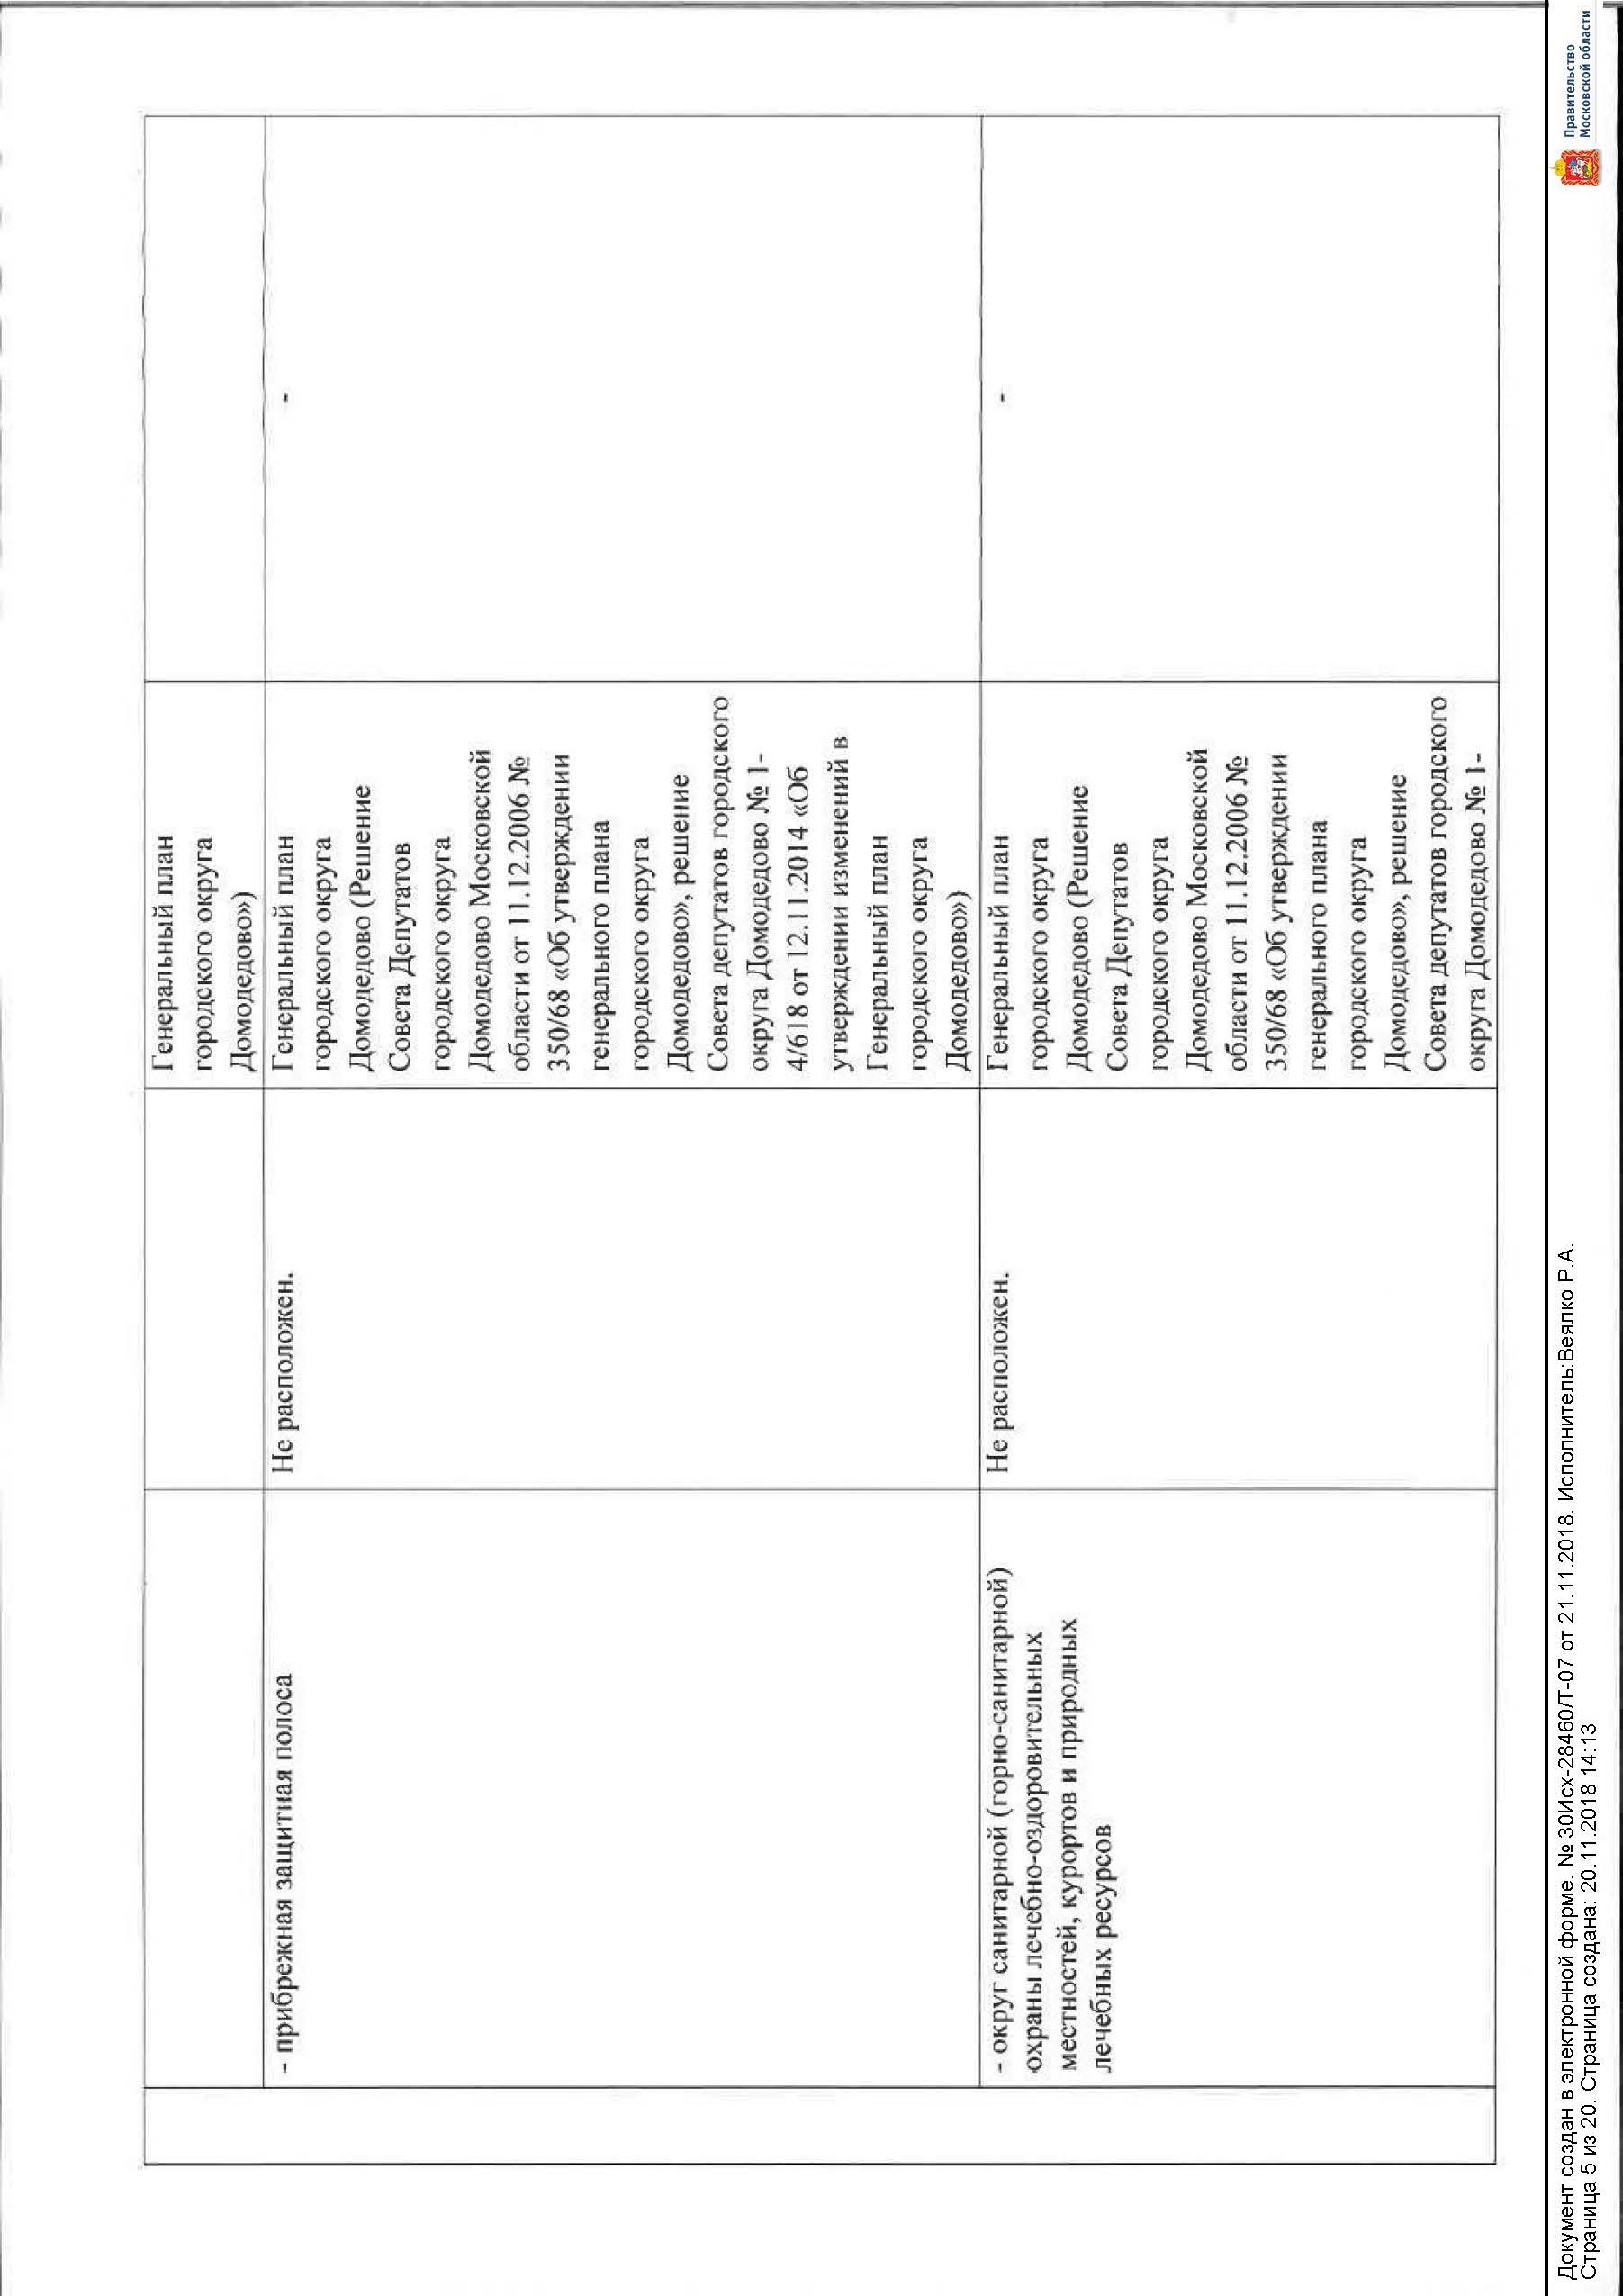 Генеральный план
городского округа
Домодедово»)
- прибрежная защитная полоса
Не расположен.
Генеральный план
городского округа
Домодедово (Решение
Совета Депутатов
городского округа
Домодедово Московской
области от 11.12.2006 №
350/68 «Об утверждении
генерального плана
городского округа
Домодедово», решение
Совета депутатов городского
округа Домодедово № 1-
4/618 от 12.11.2014 «Об
утверждении изменений в
Генеральный план
городского округа
Домодедово»)
-
- округ санитарной (горно-санитарной)
охраны лечебно-оздоровительных
местностей, курортов и природных
лечебных ресурсов
Не расположен.
Генеральный план
городского округа
Домодедово (Решение
Совета Депутатов
городского округа
Домодедово Московской
области от 11.12.2006 №
350/68 «Об утверждении
генерального плана
городского округа
Домодедово», решение
Совета депутатов городского
округа Домодедово № 1-
-
Документ создан в электронной форме. № 30Исх-28460/Т-07 от 21.11.2018. Исполнитель:Веялко Р.А.
Страница 5 из 20. Страница создана: 20.11.2018 14:13
Правительство
Московской области